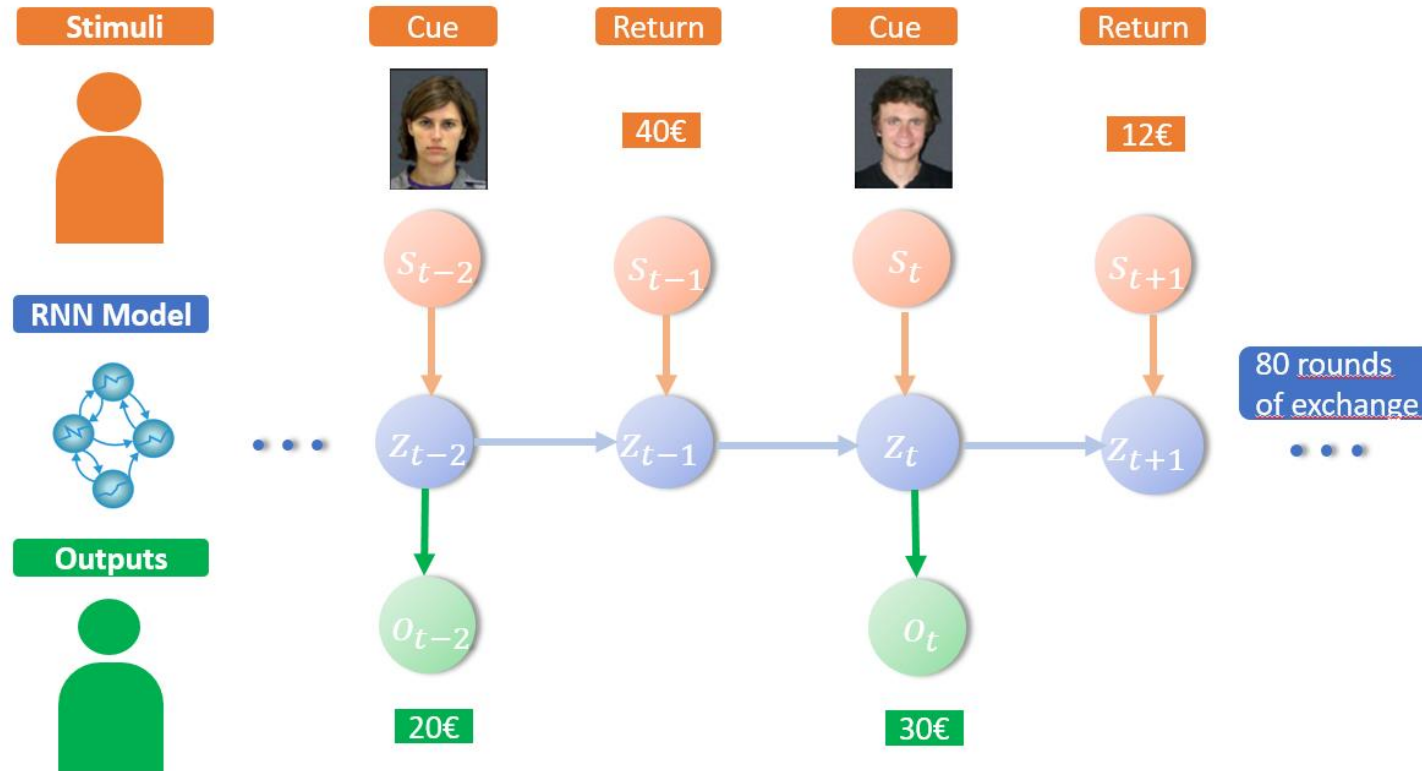 Stimuli
Cue
Return
Cue
Return
40€
12€
s_{t−2}
s_{t−1}
s_t
s_{t+1}
RNN Model
80 rounds
of exchange
z_{t−2}
z_{t−1}
z_t
z_{t+1}
Outputs
o_{t−2}
o_t
20€
30€